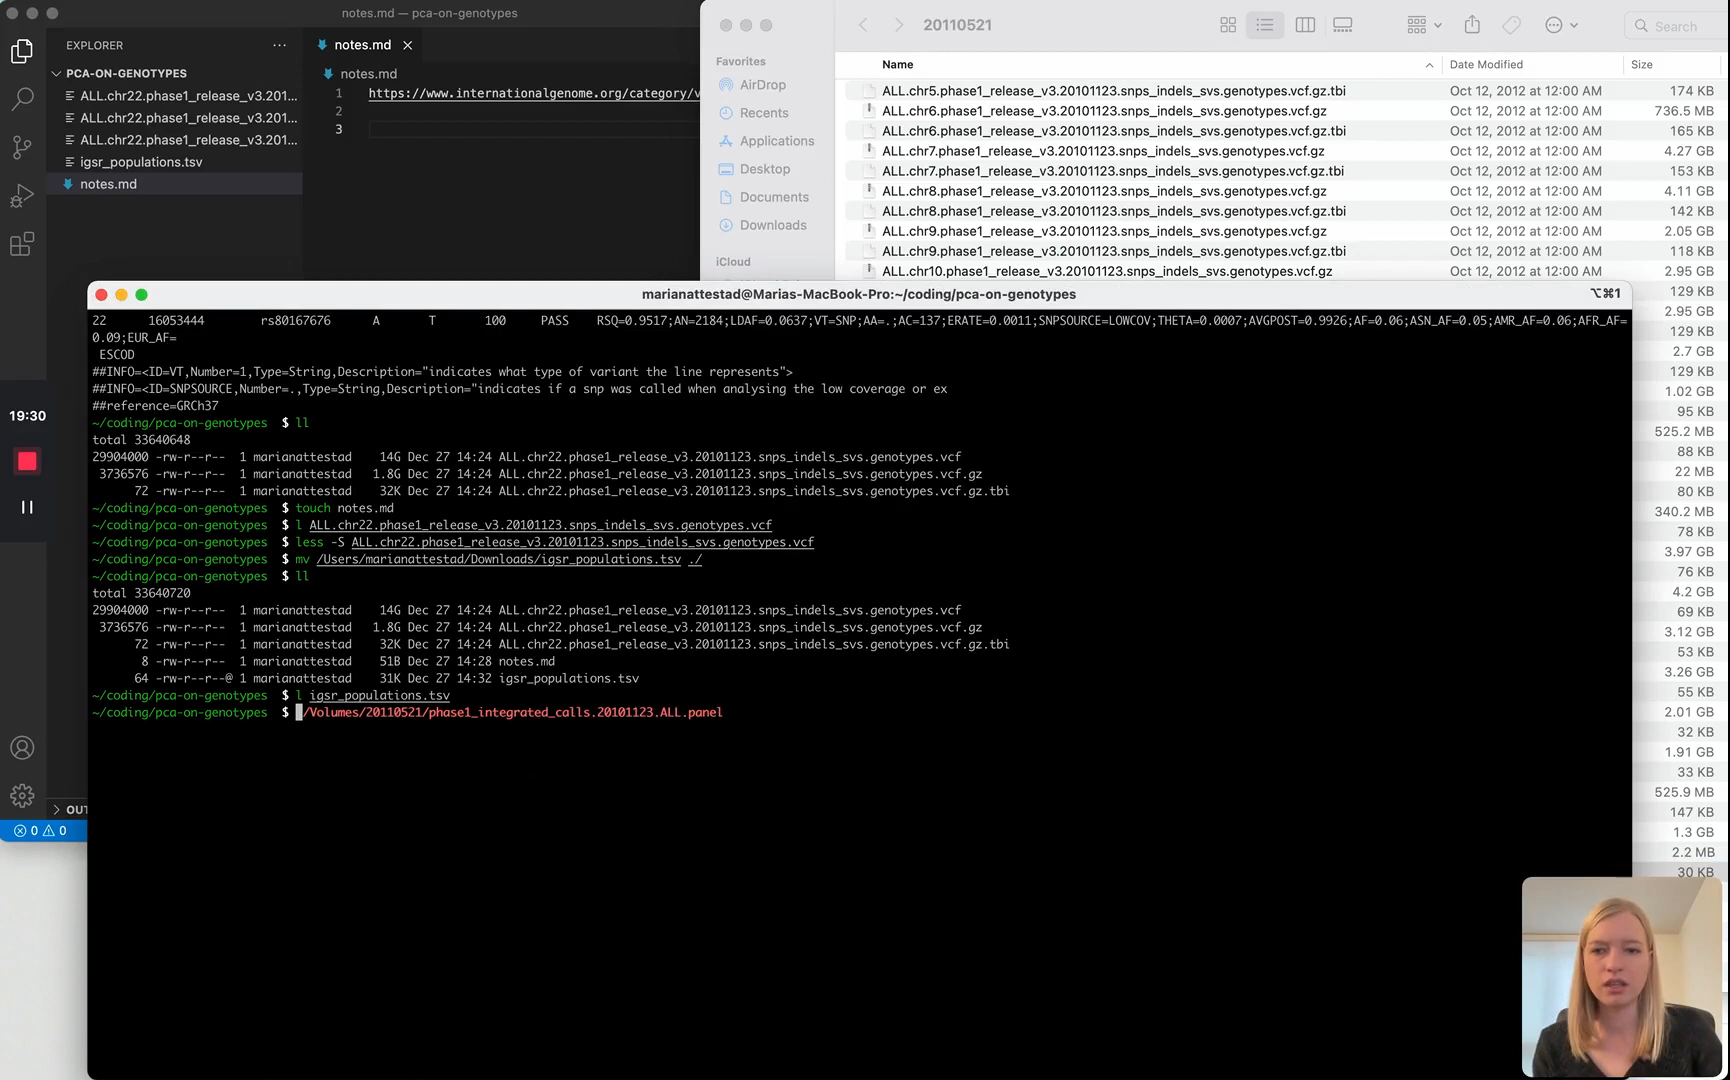 notes.md — pca-on-genotypes
EXPLORER
PCA-ON-GENOTYPES
ALL.chr22.phase1_release_v3.201...
ALL.chr22.phase1_release_v3.201...
ALL.chr22.phase1_release_v3.201...
igsr_populations.tsv
notes.md
notes.md
notes.md
1 https://www.internationalgenome.org/category/v
2
3
19:30
OUT
0 0
20110521
Search
Favorites
AirDrop
Recents
Applications
Desktop
Documents
Downloads
iCloud
Name Date Modified Size
ALL.chr5.phase1_release_v3.20101123.snps_indels_svs.genotypes.vcf.gz.tbi Oct 12, 2012 at 12:00 AM 174 KB
ALL.chr6.phase1_release_v3.20101123.snps_indels_svs.genotypes.vcf.gz Oct 12, 2012 at 12:00 AM 736.5 MB
ALL.chr6.phase1_release_v3.20101123.snps_indels_svs.genotypes.vcf.gz.tbi Oct 12, 2012 at 12:00 AM 165 KB
ALL.chr7.phase1_release_v3.20101123.snps_indels_svs.genotypes.vcf.gz Oct 12, 2012 at 12:00 AM 4.27 GB
ALL.chr7.phase1_release_v3.20101123.snps_indels_svs.genotypes.vcf.gz.tbi Oct 12, 2012 at 12:00 AM 153 KB
ALL.chr8.phase1_release_v3.20101123.snps_indels_svs.genotypes.vcf.gz Oct 12, 2012 at 12:00 AM 4.11 GB
ALL.chr8.phase1_release_v3.20101123.snps_indels_svs.genotypes.vcf.gz.tbi Oct 12, 2012 at 12:00 AM 142 KB
ALL.chr9.phase1_release_v3.20101123.snps_indels_svs.genotypes.vcf.gz Oct 12, 2012 at 12:00 AM 2.05 GB
ALL.chr9.phase1_release_v3.20101123.snps_indels_svs.genotypes.vcf.gz.tbi Oct 12, 2012 at 12:00 AM 118 KB
ALL.chr10.phase1_release_v3.20101123.snps_indels_svs.genotypes.vcf.gz Oct 12, 2012 at 12:00 AM 2.95 GB
129 KB
2.95 GB
129 KB
2.7 GB
129 KB
1.02 GB
95 KB
525.2 MB
88 KB
22 MB
80 KB
340.2 MB
78 KB
3.97 GB
76 KB
4.2 GB
69 KB
3.12 GB
53 KB
3.26 GB
55 KB
2.01 GB
32 KB
1.91 GB
33 KB
525.9 MB
147 KB
1.3 GB
2.2 MB
30 KB
marianattestad@Marias-MacBook-Pro:~/coding/pca-on-genotypes ⌥⌘1
22 16053444 rs80167676 A T 100 PASS RSQ=0.9517;AN=2184;LDAF=0.0637;VT=SNP;AA=.;AC=137;ERATE=0.0011;SNPSOURCE=LOWCOV;THETA=0.0007;AVGPOST=0.9926;AF=0.06;ASN_AF=0.05;AMR_AF=0.06;AFR_AF=
0.09;EUR_AF=
ESCOD
##INFO=<ID=VT,Number=1,Type=String,Description="indicates what type of variant the line represents">
##INFO=<ID=SNPSOURCE,Number=.,Type=String,Description="indicates if a snp was called when analysing the low coverage or ex
##reference=GRCh37
~/coding/pca-on-genotypes $ ll
total 33640648
29904000 -rw-r--r-- 1 marianattestad 14G Dec 27 14:24 ALL.chr22.phase1_release_v3.20101123.snps_indels_svs.genotypes.vcf
3736576 -rw-r--r-- 1 marianattestad 1.8G Dec 27 14:24 ALL.chr22.phase1_release_v3.20101123.snps_indels_svs.genotypes.vcf.gz
72 -rw-r--r-- 1 marianattestad 32K Dec 27 14:24 ALL.chr22.phase1_release_v3.20101123.snps_indels_svs.genotypes.vcf.gz.tbi
~/coding/pca-on-genotypes $ touch notes.md
~/coding/pca-on-genotypes $ l ALL.chr22.phase1_release_v3.20101123.snps_indels_svs.genotypes.vcf
~/coding/pca-on-genotypes $ less -S ALL.chr22.phase1_release_v3.20101123.snps_indels_svs.genotypes.vcf
~/coding/pca-on-genotypes $ mv /Users/marianattestad/Downloads/igsr_populations.tsv ./
~/coding/pca-on-genotypes $ ll
total 33640720
29904000 -rw-r--r-- 1 marianattestad 14G Dec 27 14:24 ALL.chr22.phase1_release_v3.20101123.snps_indels_svs.genotypes.vcf
3736576 -rw-r--r-- 1 marianattestad 1.8G Dec 27 14:24 ALL.chr22.phase1_release_v3.20101123.snps_indels_svs.genotypes.vcf.gz
72 -rw-r--r-- 1 marianattestad 32K Dec 27 14:24 ALL.chr22.phase1_release_v3.20101123.snps_indels_svs.genotypes.vcf.gz.tbi
8 -rw-r--r-- 1 marianattestad 51B Dec 27 14:28 notes.md
64 -rw-r--r--@ 1 marianattestad 31K Dec 27 14:32 igsr_populations.tsv
~/coding/pca-on-genotypes $ l igsr_populations.tsv
~/coding/pca-on-genotypes $ /Volumes/20110521/phase1_integrated_calls.20101123.ALL.panel